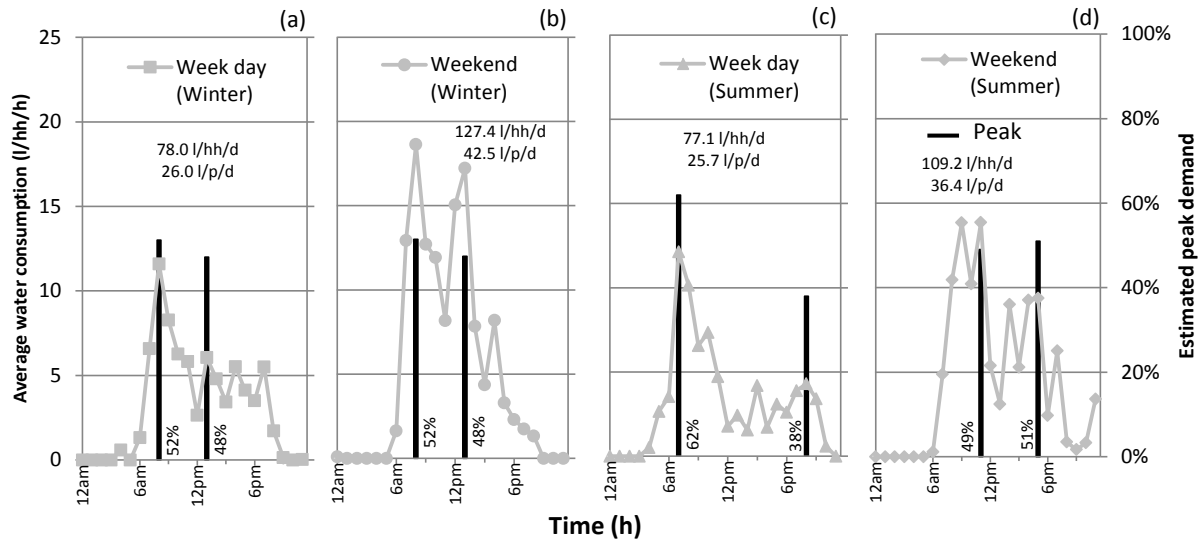 (a)
(b)
(c)
(d)
Average water consumption (l/hh/h)
25
20
15
10
5
0
Week day
(Winter)
78.0 l/hh/d
26.0 l/p/d
52%
48%
12am
6am
12pm
6pm
Weekend
(Winter)
127.4 l/hh/d
42.5 l/p/d
52%
48%
12am
6am
12pm
6pm
Week day
(Summer)
77.1 l/hh/d
25.7 l/p/d
62%
38%
12am
6am
12pm
6pm
Weekend
(Summer)
Peak
109.2 l/hh/d
36.4 l/p/d
49%
51%
12am
6am
12pm
6pm
100%
80%
60%
40%
20%
0%
Estimated peak demand
Time (h)